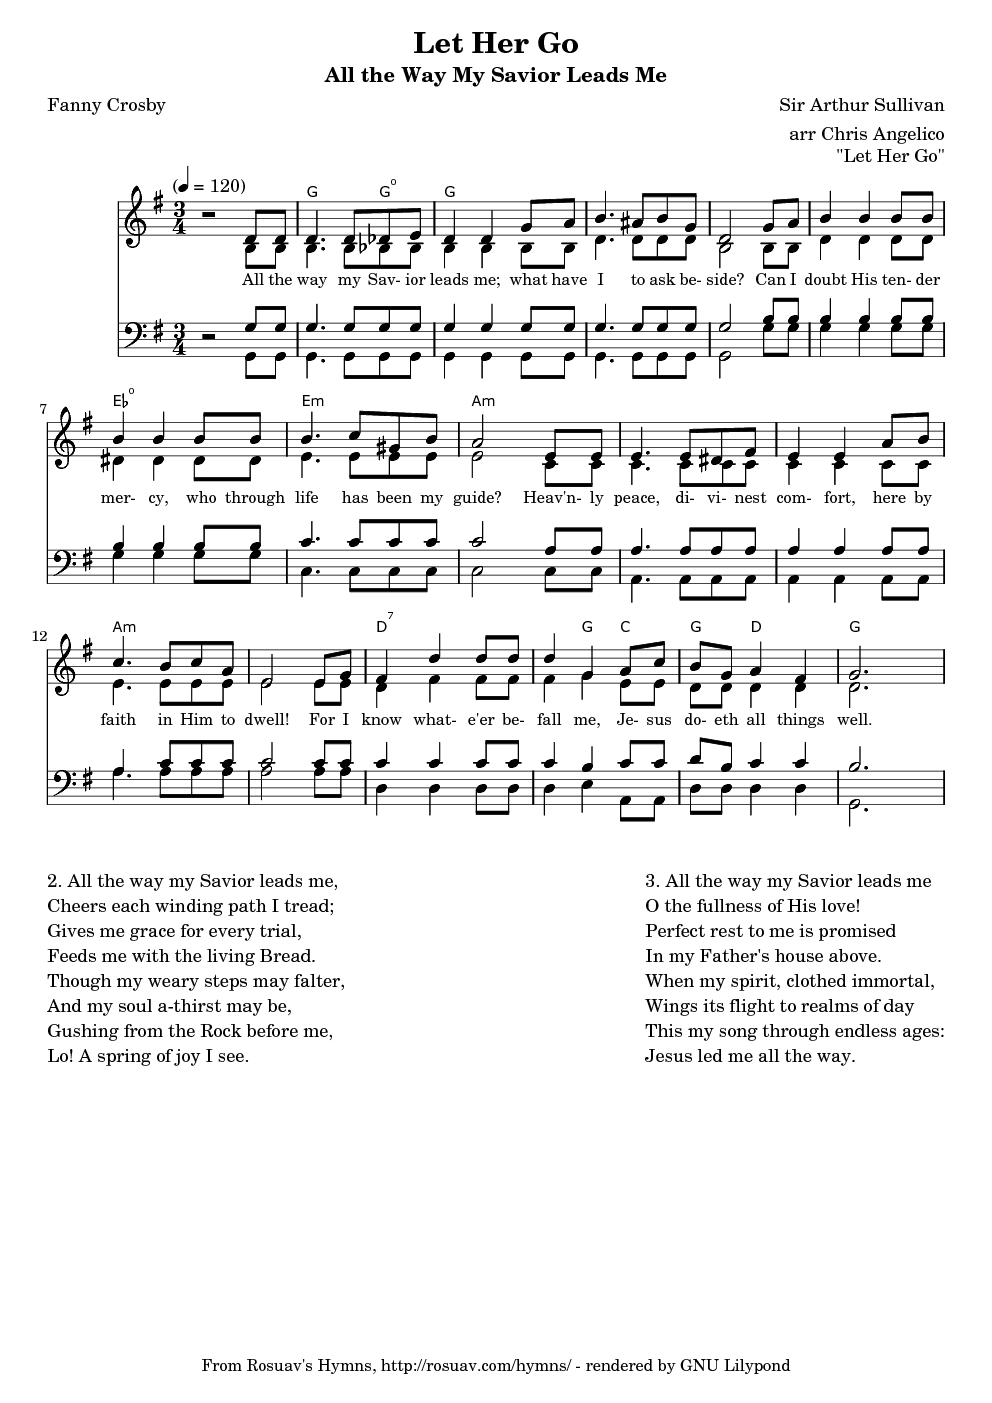 Let Her Go
All the Way My Savior Leads Me
Fanny Crosby
Sir Arthur Sullivan
arr Chris Angelico
"Let Her Go"
(♩ = 120)
G G° G
3/4
All the way my Sav- ior leads me; what have I to ask be- side? Can I doubt His ten- der
3/4
7
E♭° Em Am
mer- cy, who through life has been my guide? Heav'n- ly peace, di- vi- nest com- fort, here by
12
Am D7 G C G D G
faith in Him to dwell! For I know what- e'er be- fall me, Je- sus do- eth all things well.
2. All the way my Savior leads me,
Cheers each winding path I tread;
Gives me grace for every trial,
Feeds me with the living Bread.
Though my weary steps may falter,
And my soul a-thirst may be,
Gushing from the Rock before me,
Lo! A spring of joy I see.
3. All the way my Savior leads me
O the fullness of His love!
Perfect rest to me is promised
In my Father's house above.
When my spirit, clothed immortal,
Wings its flight to realms of day
This my song through endless ages:
Jesus led me all the way.
From Rosuav's Hymns, http://rosuav.com/hymns/ - rendered by GNU Lilypond